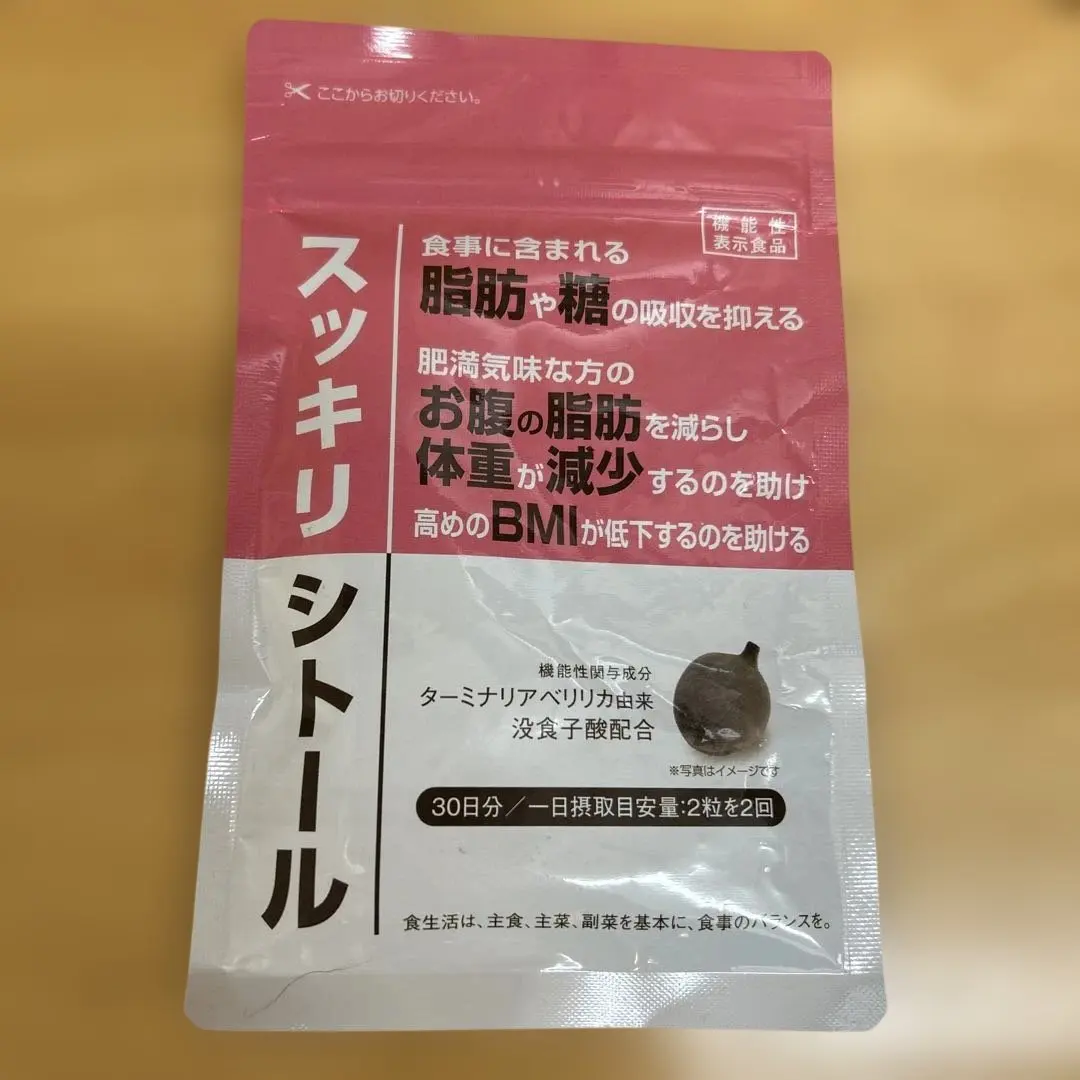 ここからお切りください。
機能性
表示食品
スッキリシトール
食事に含まれる
脂肪や糖の吸収を抑える
肥満気味な方の
お腹の脂肪を減らし
体重が減少するのを助け
高めのBMIが低下するのを助ける
機能性関与成分
ターミナリアベリリカ由来
没食子酸配合
※写真はイメージです
30日分／一日摂取目安量:2粒を2回
食生活は、主食、主菜、副菜を基本に、食事のバランスを。